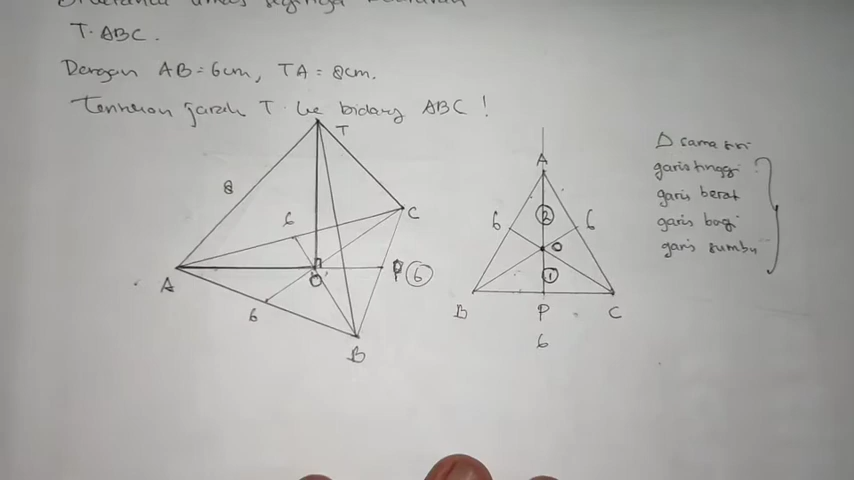 T.ABC.
Dengan AB = 6cm, TA = 8cm.
Tentukan jarak T ke bidang ABC !
T
8
6
C
A
O
P 6
6
B
A
6
2
6
O
1
B
P
C
6
Δ sama sisi
garis tinggi
garis berat
garis bagi
garis sumbu